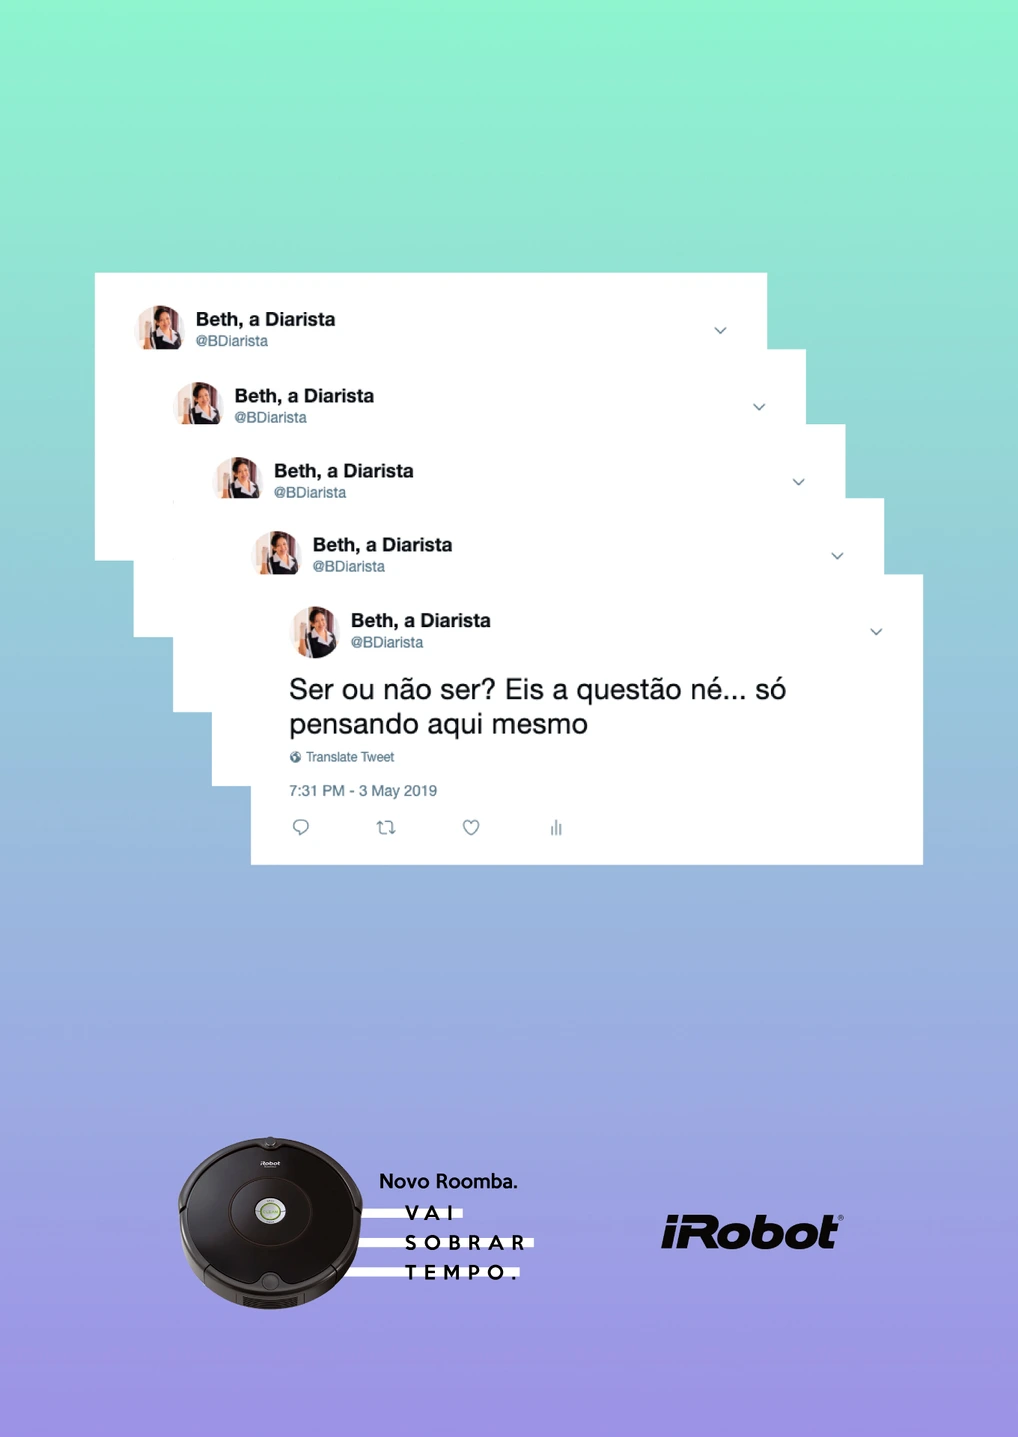 Beth, a Diarista
@BDiarista
Beth, a Diarista
@BDiarista
Beth, a Diarista
@BDiarista
Beth, a Diarista
@BDiarista
Beth, a Diarista
@BDiarista
Ser ou não ser? Eis a questão né... só
pensando aqui mesmo
Translate Tweet
7:31 PM - 3 May 2019
iRobot
Novo Roomba.
VAI
SOBRAR
TEMPO.
iRobot®